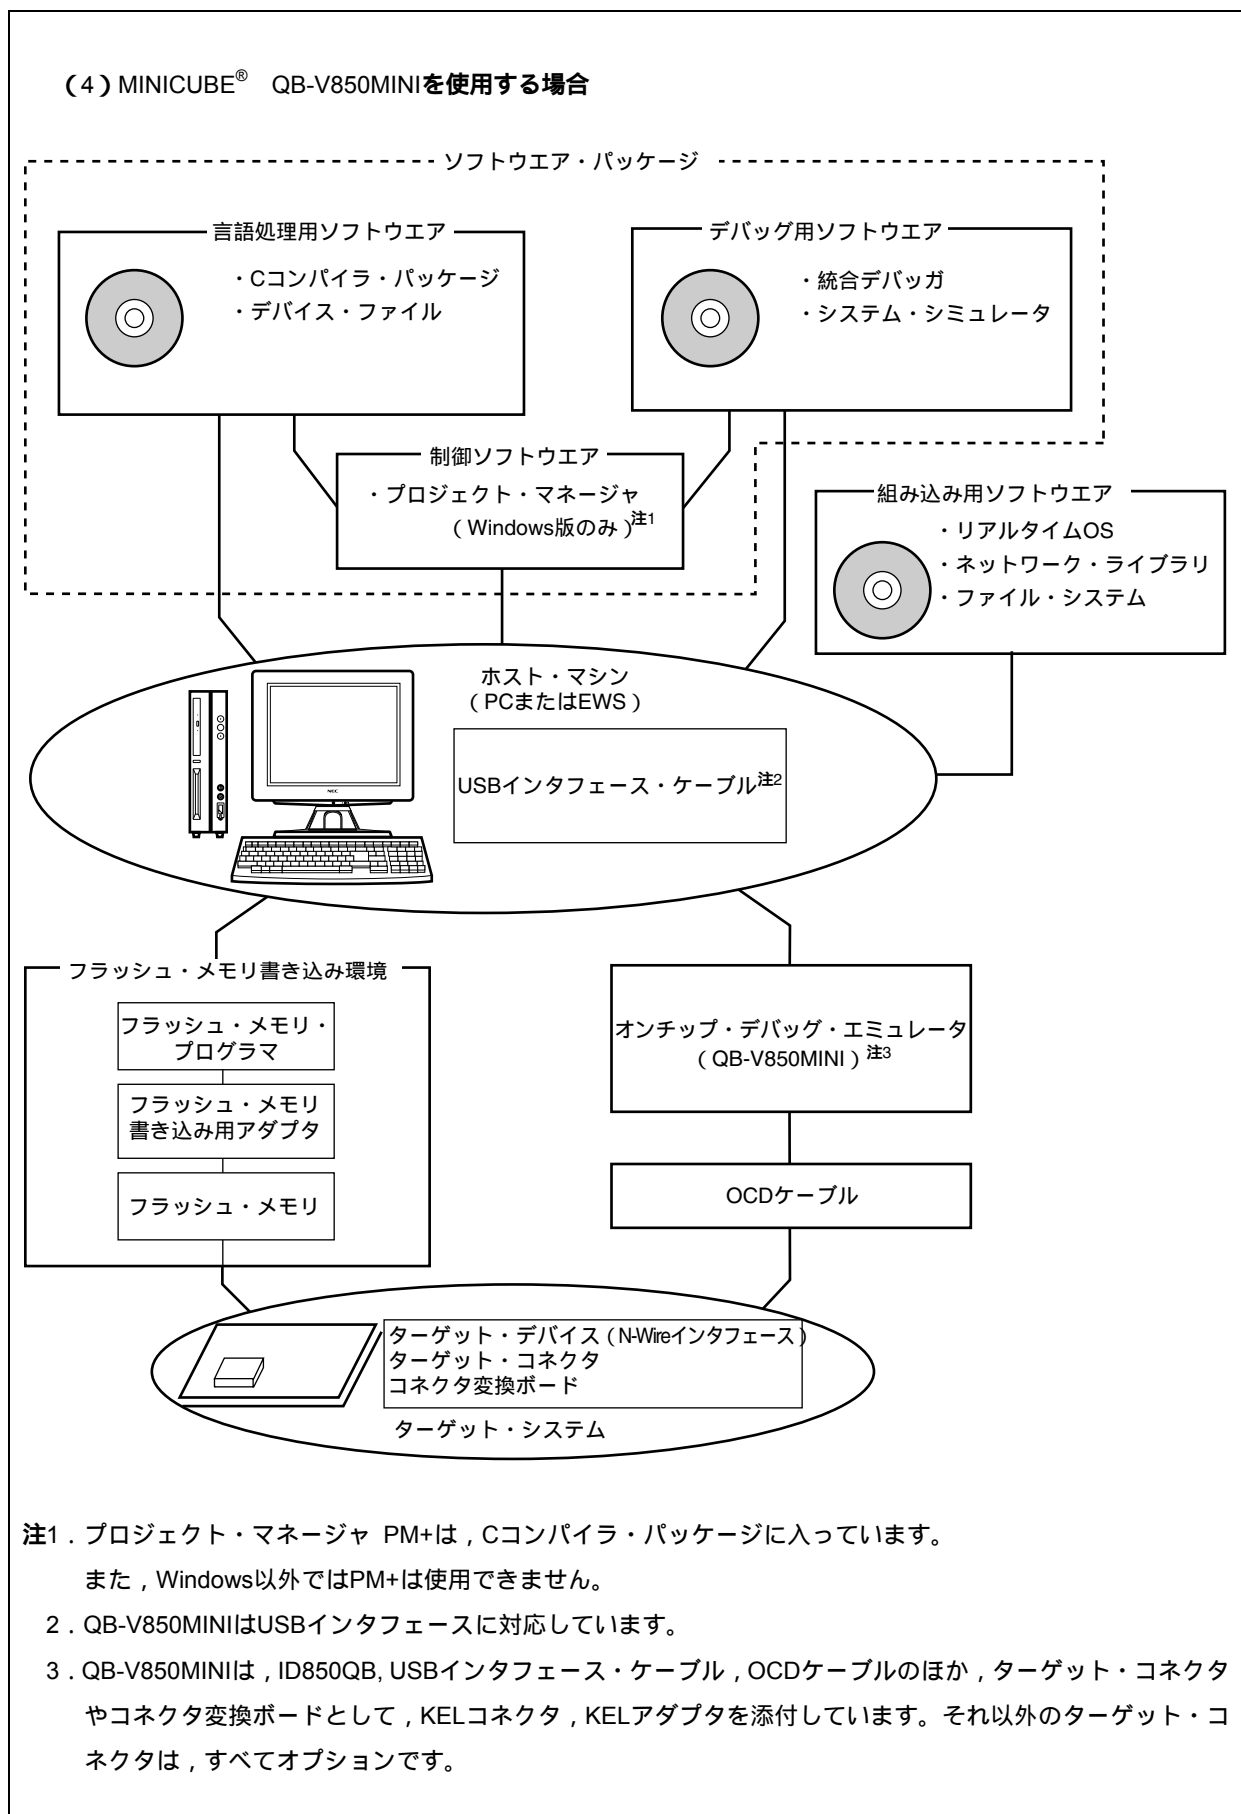 （4）MINICUBE® QB-V850MINIを使用する場合
ソフトウエア・パッケージ
言語処理用ソフトウエア
・Cコンパイラ・パッケージ
・デバイス・ファイル
デバッグ用ソフトウエア
・統合デバッガ
・システム・シミュレータ
制御ソフトウエア
・プロジェクト・マネージャ
（Windows版のみ）注1
組み込み用ソフトウエア
・リアルタイムOS
・ネットワーク・ライブラリ
・ファイル・システム
ホスト・マシン
（PCまたはEWS）
USBインタフェース・ケーブル注2
NEC
フラッシュ・メモリ書き込み環境
フラッシュ・メモリ・
プログラマ
フラッシュ・メモリ
書き込み用アダプタ
フラッシュ・メモリ
オンチップ・デバッグ・エミュレータ
（QB-V850MINI）注3
OCDケーブル
ターゲット・デバイス（N-Wireインタフェース）
ターゲット・コネクタ
コネクタ変換ボード
ターゲット・システム
注1．プロジェクト・マネージャ PM+は，Cコンパイラ・パッケージに入っています。
また，Windows以外ではPM+は使用できません。
2．QB-V850MINIはUSBインタフェースに対応しています。
3．QB-V850MINIは，ID850QB, USBインタフェース・ケーブル，OCDケーブルのほか，ターゲット・コネクタ
やコネクタ変換ボードとして，KELコネクタ，KELアダプタを添付しています。それ以外のターゲット・コ
ネクタは，すべてオプションです。